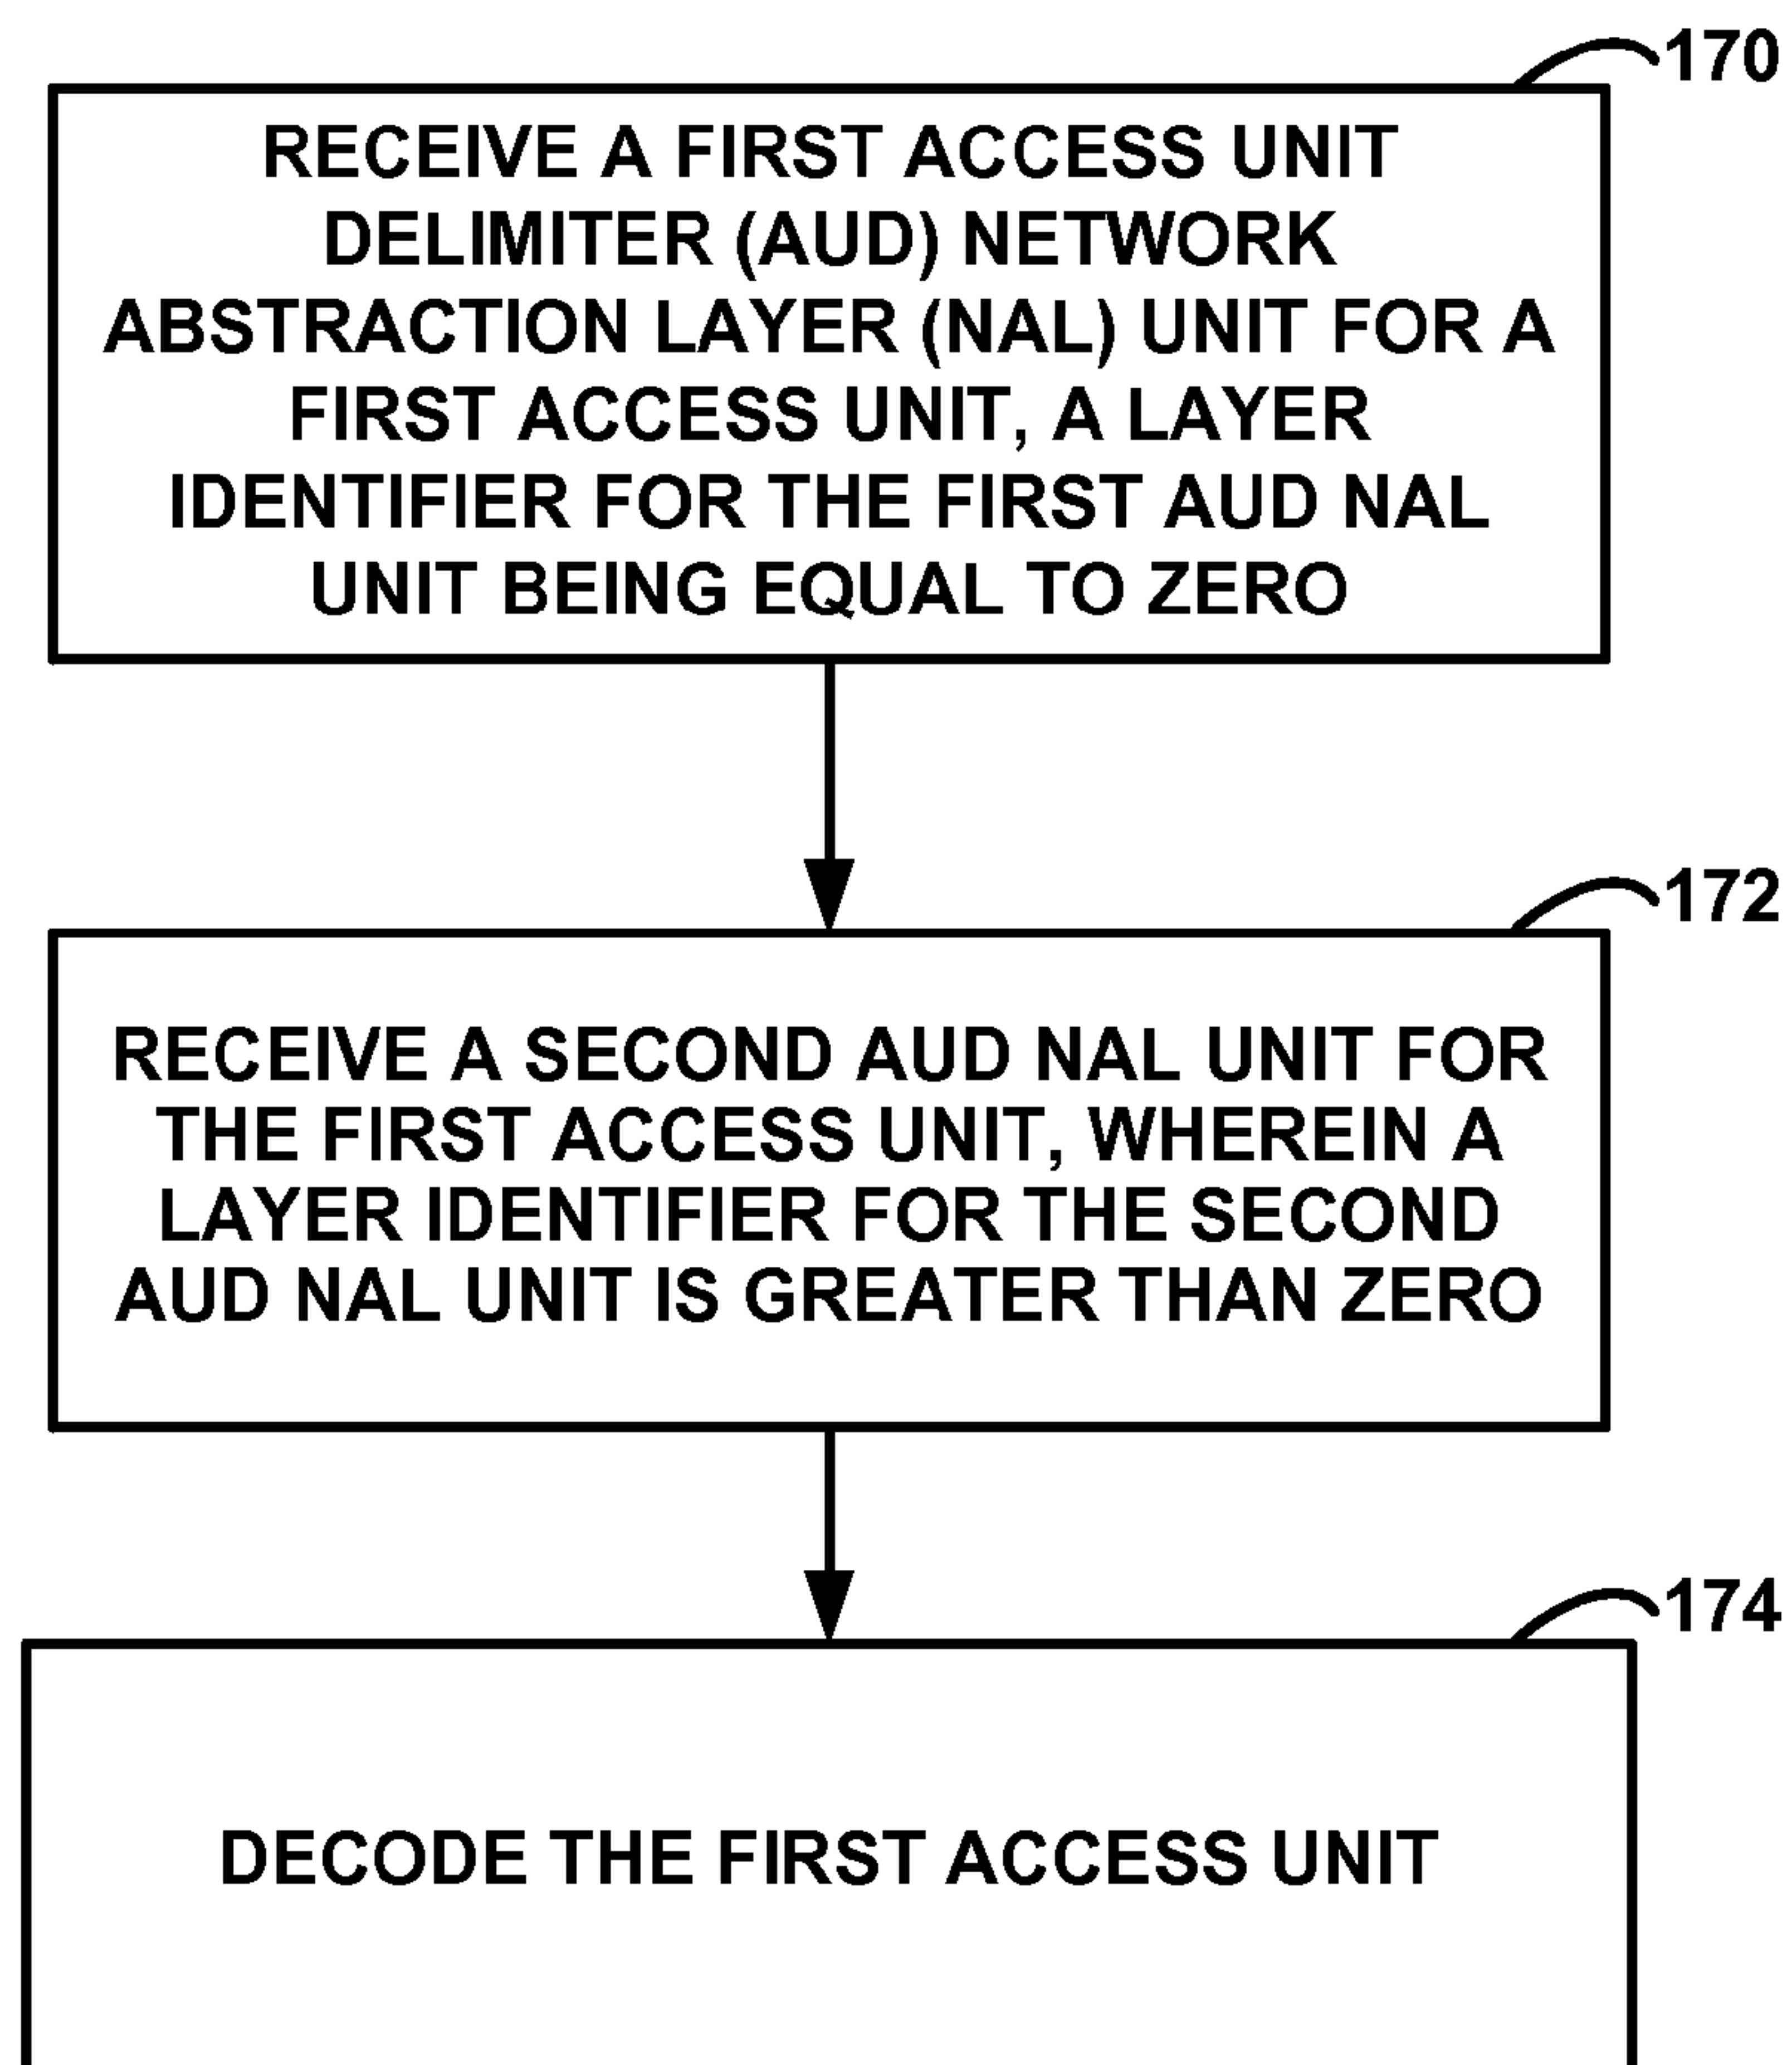 170
RECEIVE A FIRST ACCESS UNIT
DELIMITER (AUD) NETWORK
ABSTRACTION LAYER (NAL) UNIT FOR A
FIRST ACCESS UNIT, A LAYER
IDENTIFIER FOR THE FIRST AUD NAL
UNIT BEING EQUAL TO ZERO
172
RECEIVE A SECOND AUD NAL UNIT FOR
THE FIRST ACCESS UNIT, WHEREIN A
LAYER IDENTIFIER FOR THE SECOND
AUD NAL UNIT IS GREATER THAN ZERO
174
DECODE THE FIRST ACCESS UNIT